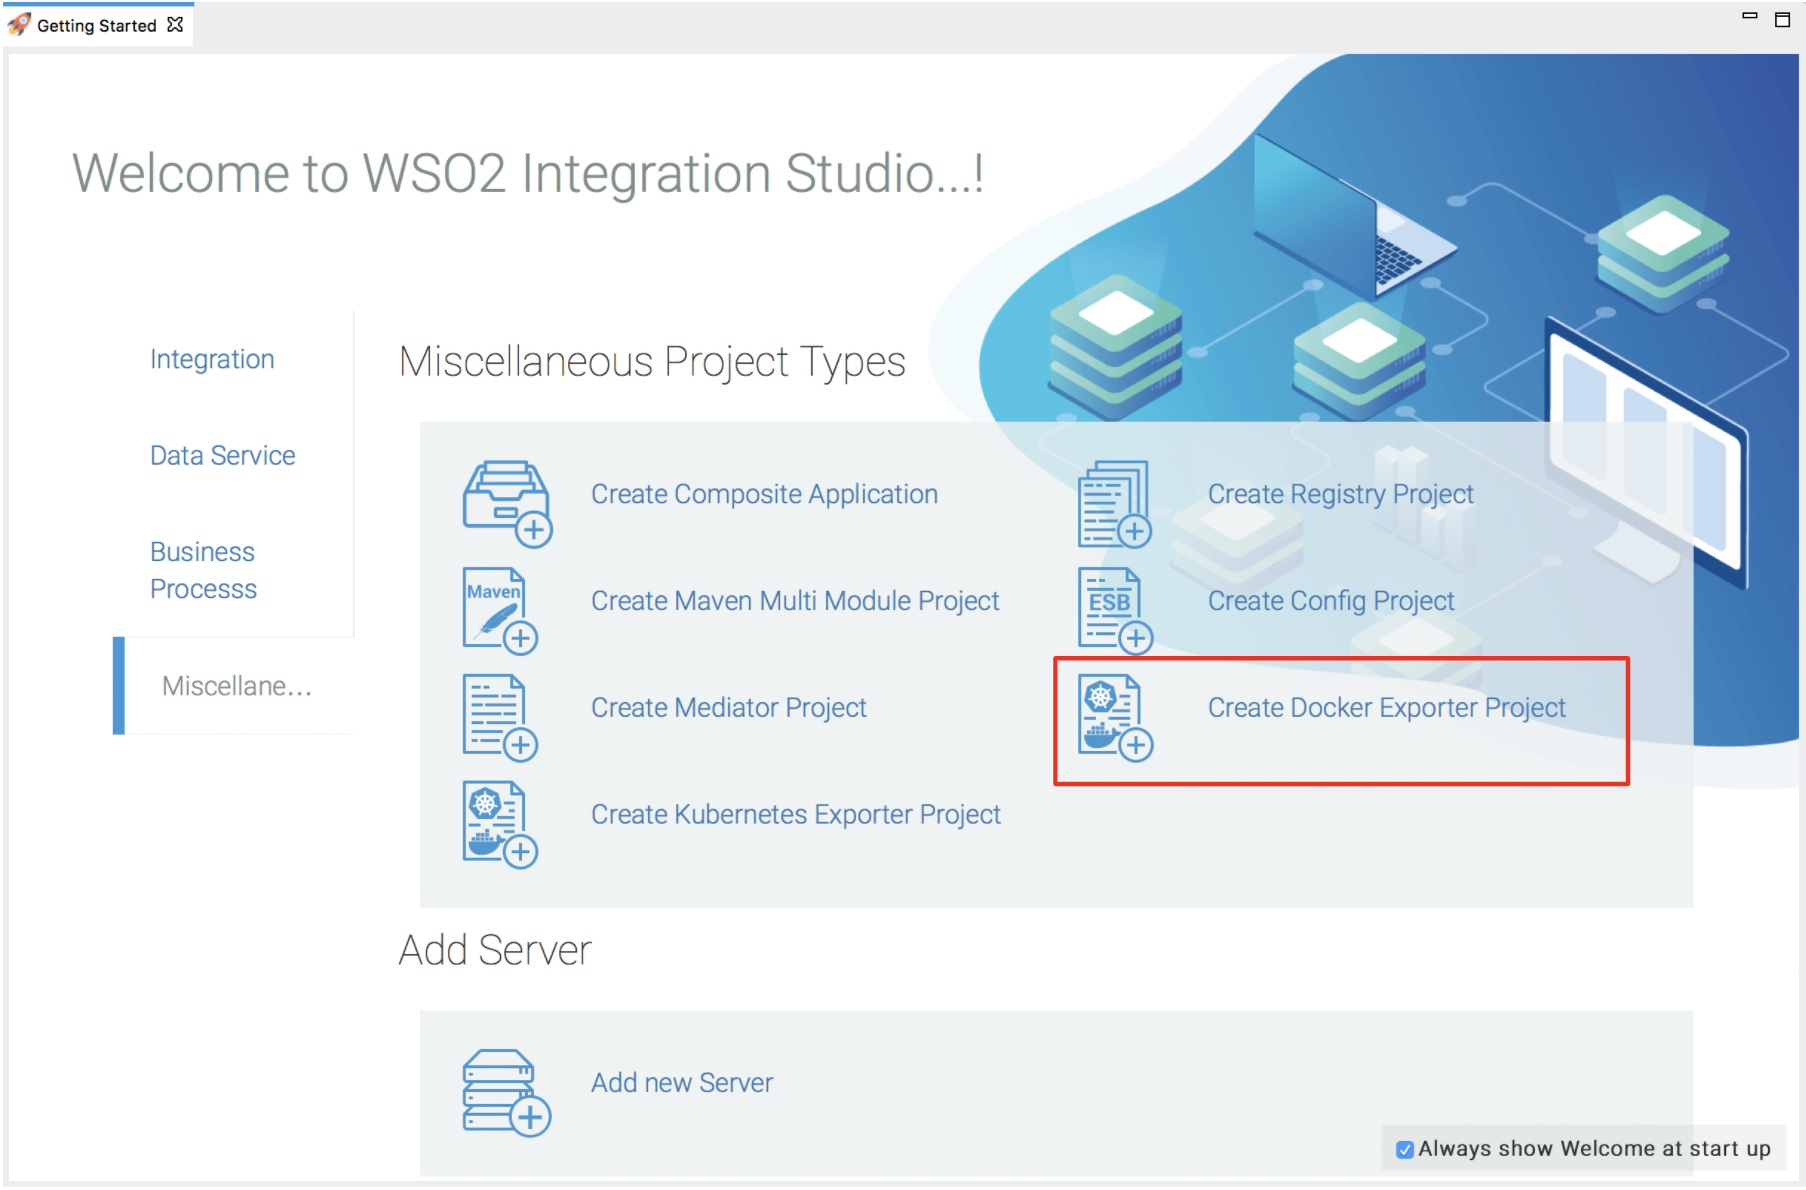 Getting Started
Welcome to WSO2 Integration Studio...!
Integration
Data Service
Business
Processs
Miscellane...
Miscellaneous Project Types
Create Composite Application
Create Registry Project
Maven
Create Maven Multi Module Project
ESB
Create Config Project
Create Mediator Project
Create Docker Exporter Project
Create Kubernetes Exporter Project
Add Server
Add new Server
Always show Welcome at start up